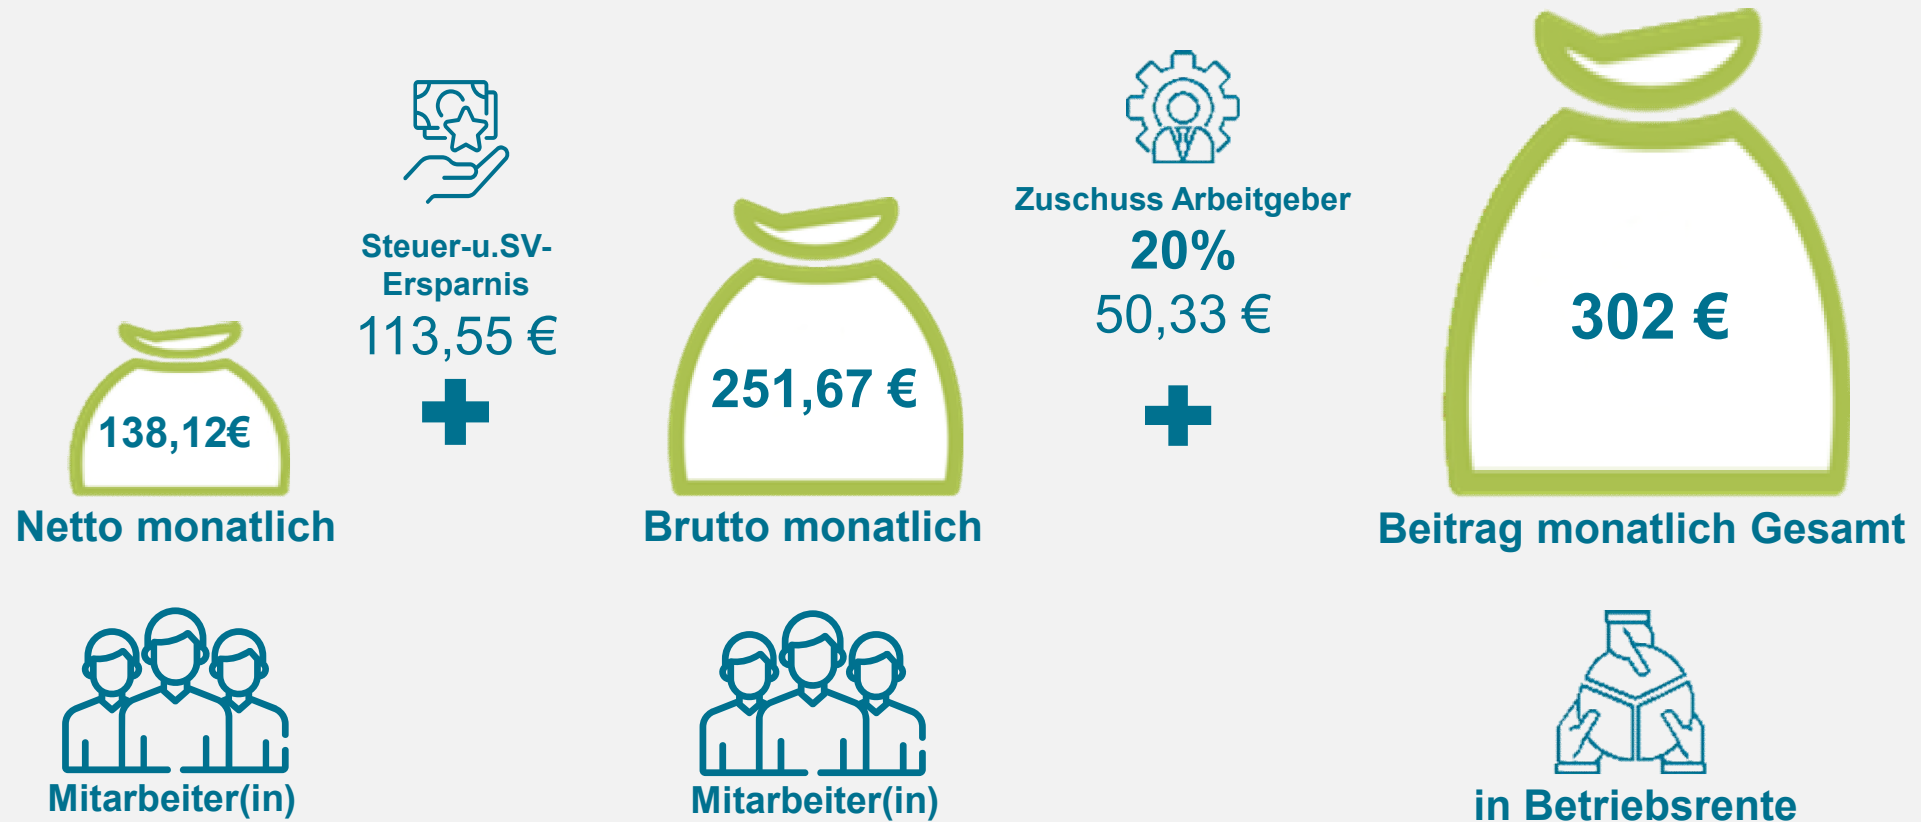 Steuer-u.SV-
Ersparnis
113,55 €
Zuschuss Arbeitgeber
20%
50,33 €
138,12€
251,67 €
302 €
Netto monatlich
Brutto monatlich
Beitrag monatlich Gesamt
Mitarbeiter(in)
Mitarbeiter(in)
in Betriebsrente